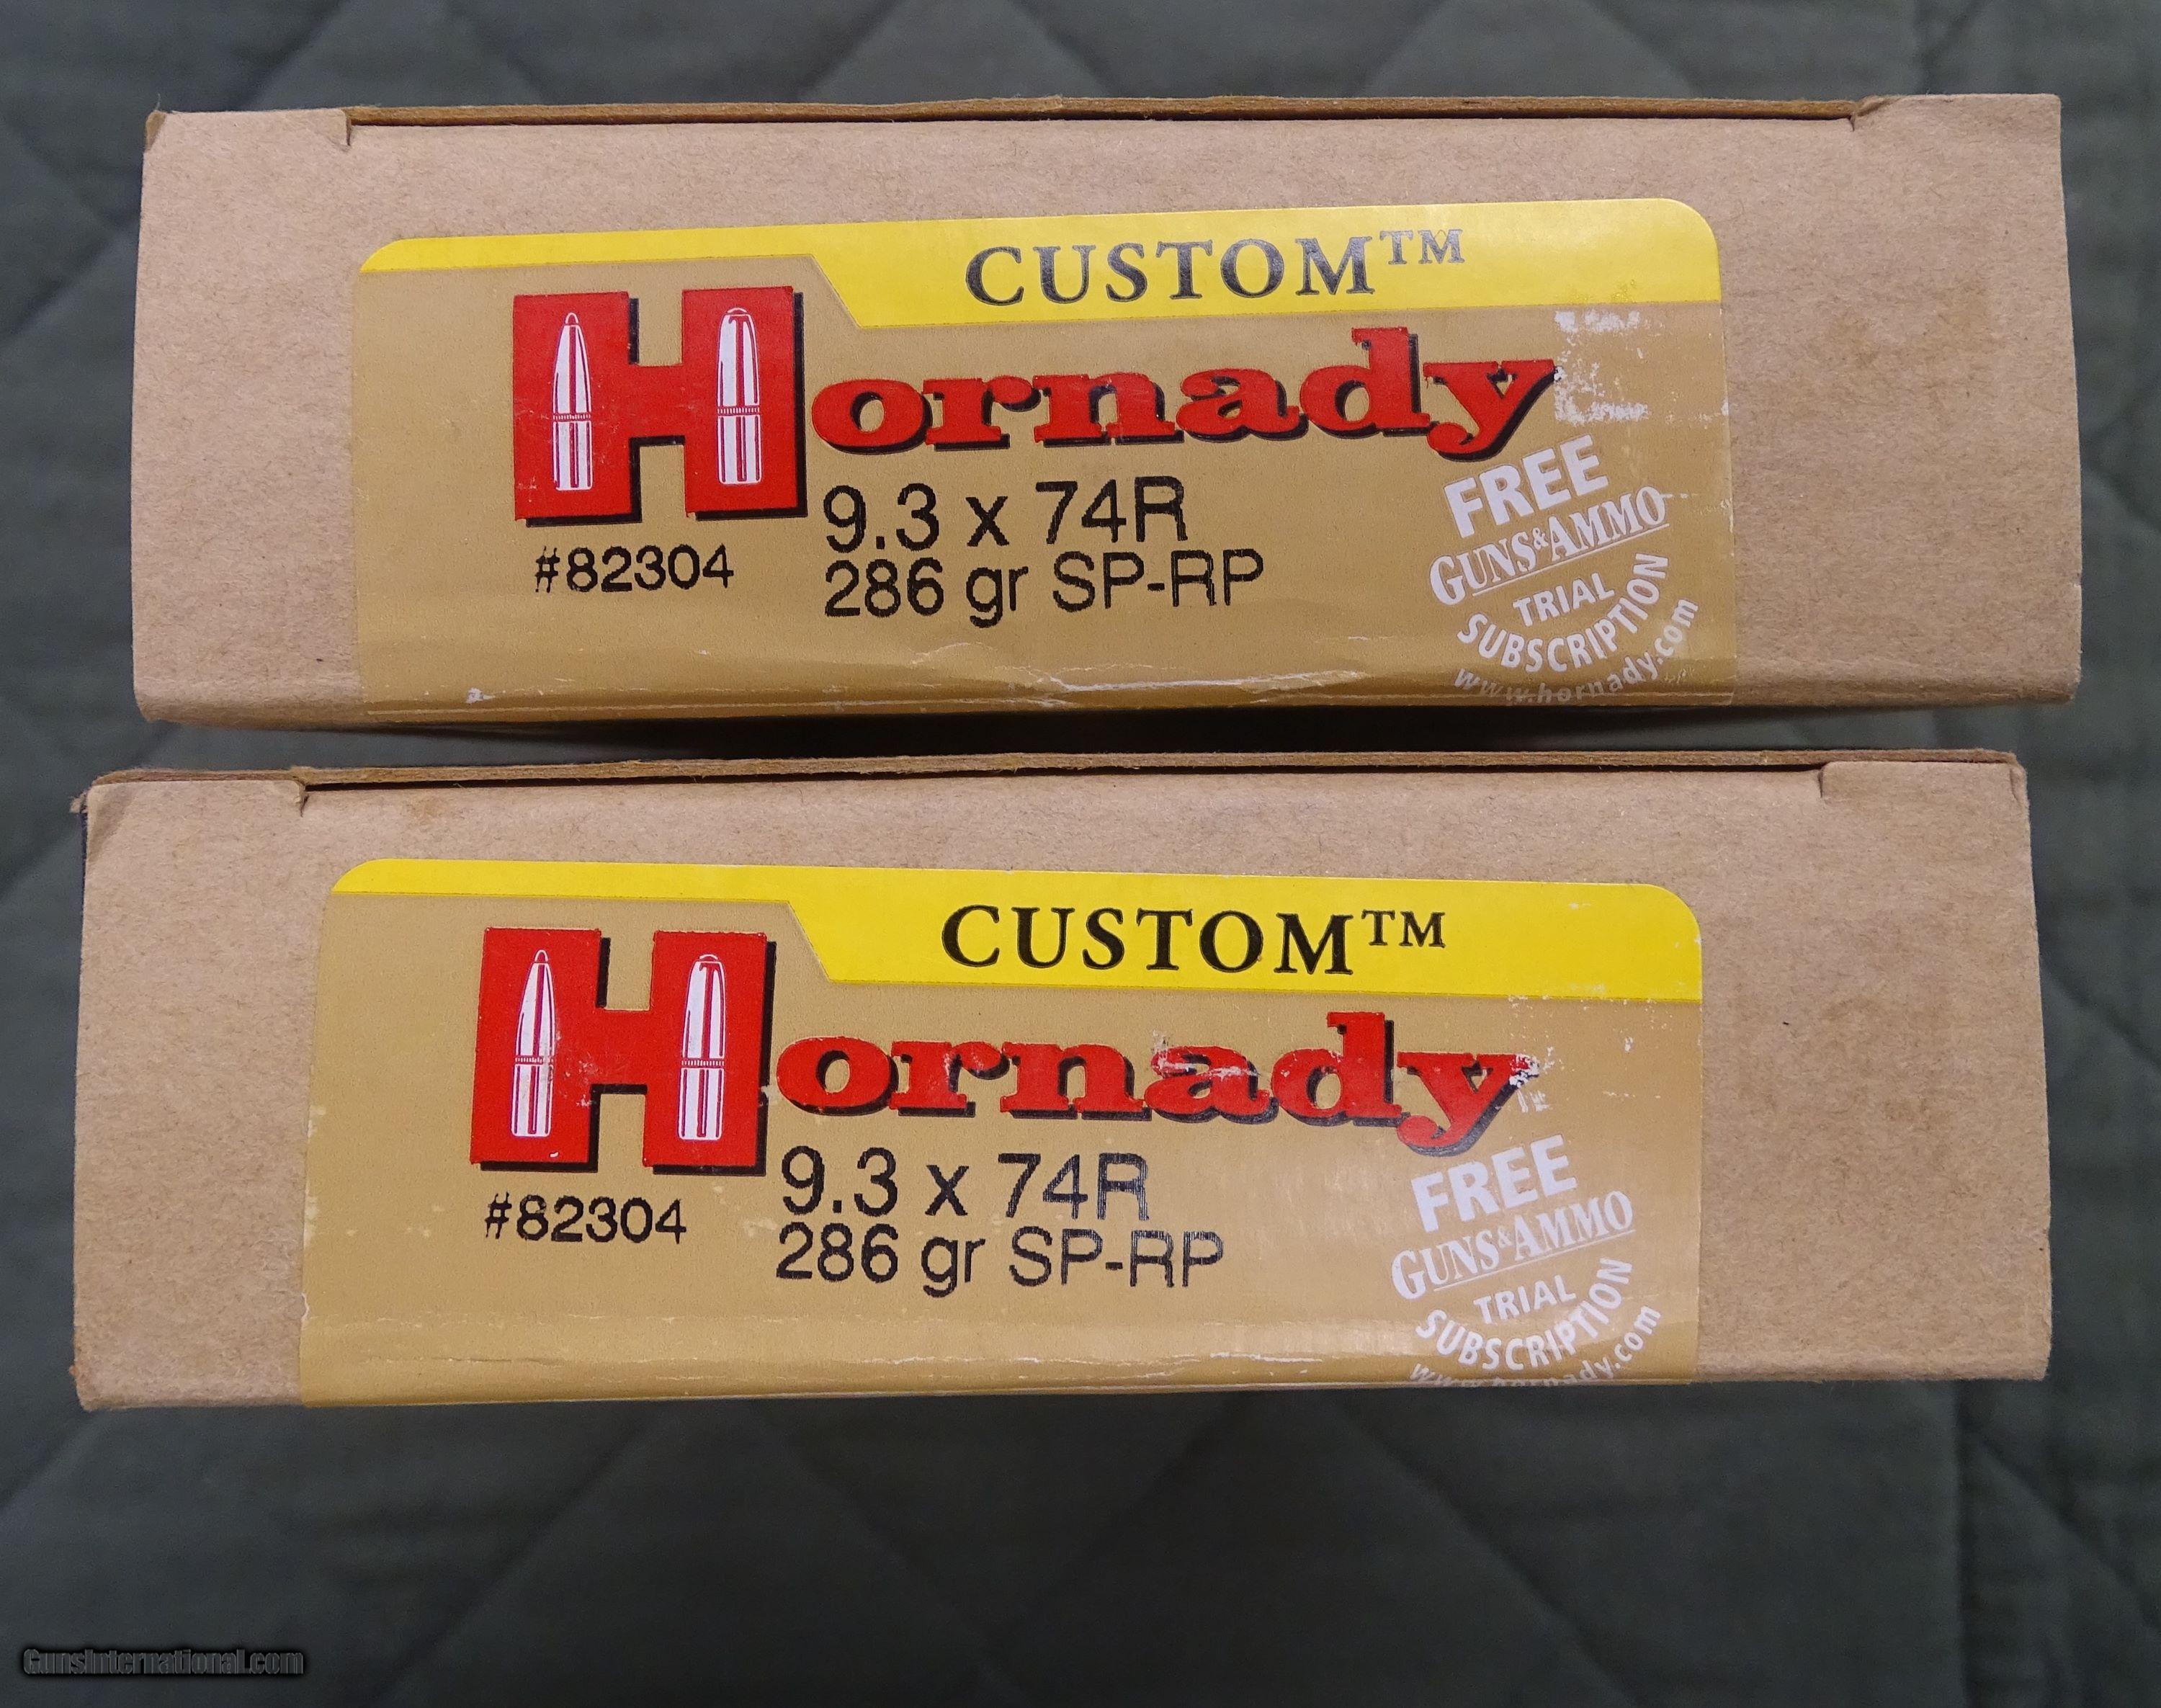 CUSTOM™
Hornady
9.3 x 74R
#82304
286 gr SP-RP
FREE
GUNS&AMMO
TRIAL
SUBSCRIPTION
www.hornady.com
CUSTOM™
Hornady
9.3 x 74R
#82304
286 gr SP-RP
FREE
GUNS&AMMO
TRIAL
SUBSCRIPTION
www.hornady.com
GunsInternational.com